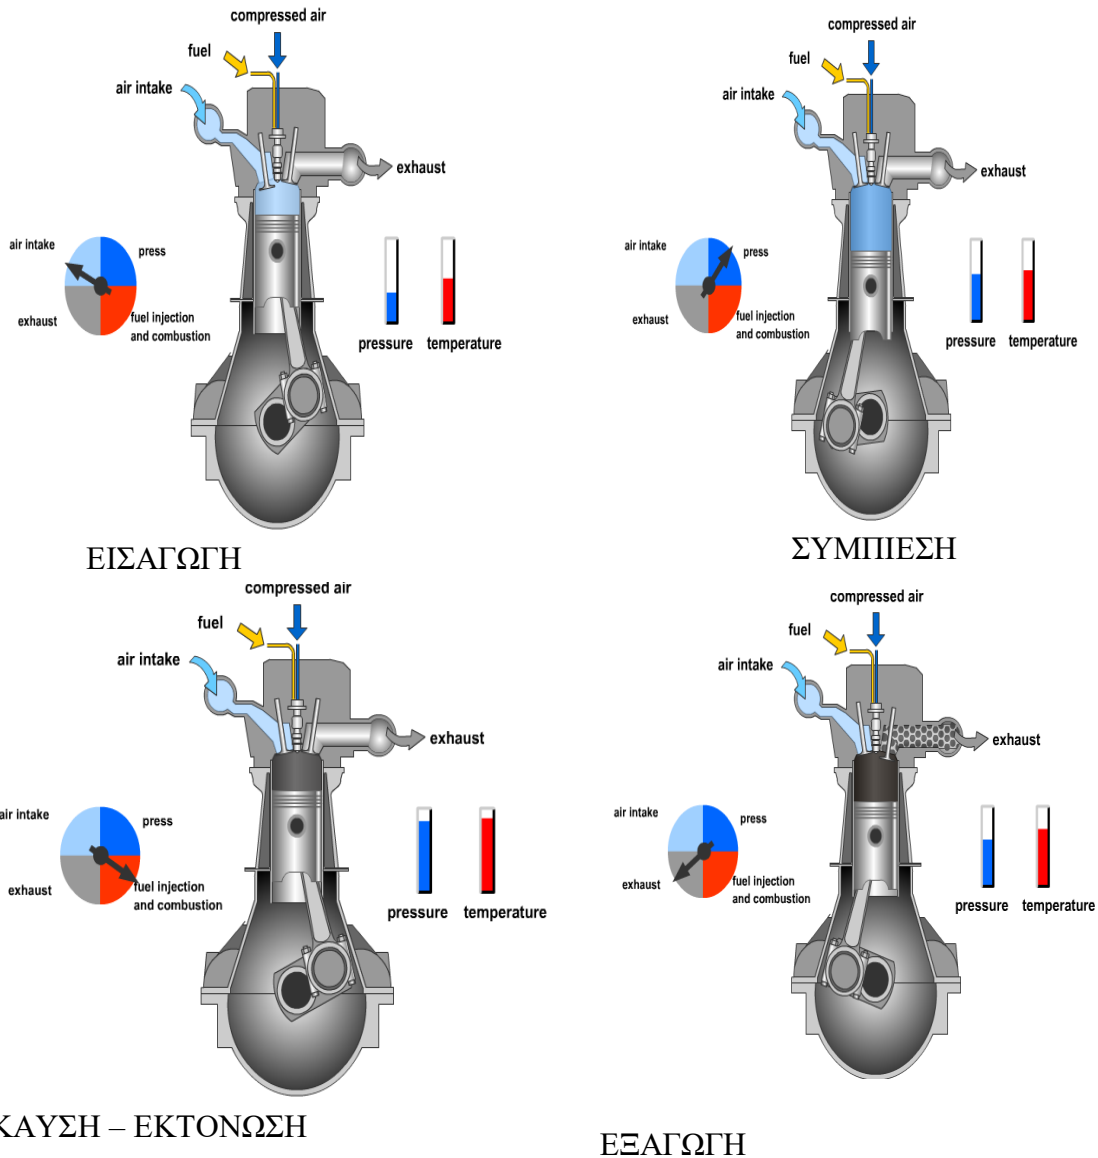 compressed air
fuel
air intake
exhaust
air intake
press
exhaust
fuel injection
and combustion
pressure
temperature
ΕΙΣΑΓΩΓΗ
compressed air
fuel
air intake
exhaust
air intake
press
exhaust
fuel injection
and combustion
pressure
temperature
ΣΥΜΠΙΕΣΗ
compressed air
fuel
air intake
exhaust
air intake
press
exhaust
fuel injection
and combustion
pressure
temperature
ΚΑΥΣΗ – ΕΚΤΟΝΩΣΗ
compressed air
fuel
air intake
exhaust
air intake
press
exhaust
fuel injection
and combustion
pressure
temperature
ΕΞΑΓΩΓΗ